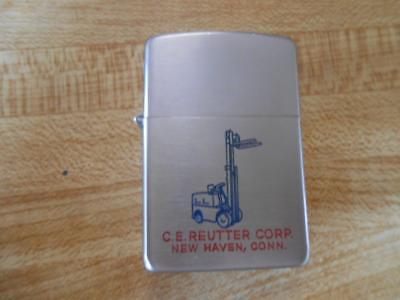 C.E. REUTTER CORP.
NEW HAVEN, CONN.